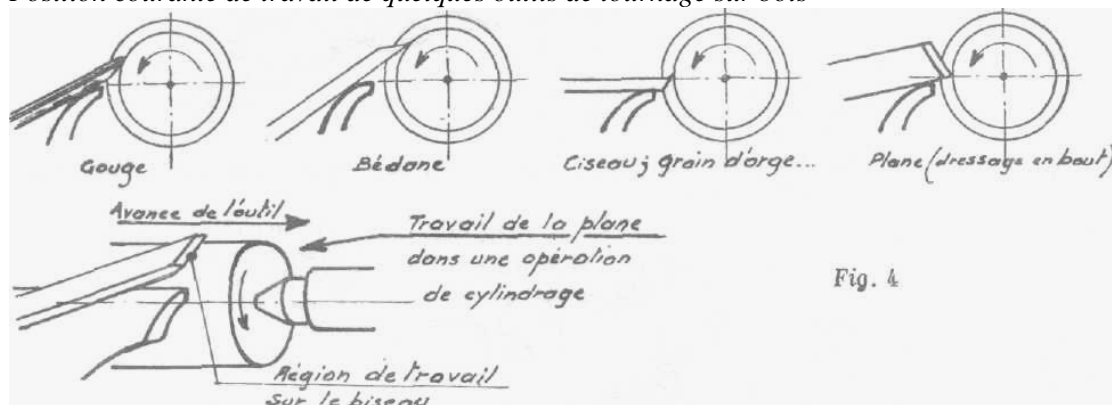 Position courante de travail de quelques outils de tournage sur bois
Gouge
Bédane
Ciseau; grain d'orge...
Plane (dressage en bout)
Avance de l'outil
Travail de la plane
dans une opération
de cylindrage
Fig. 4
Région de travail
Sur le biseau